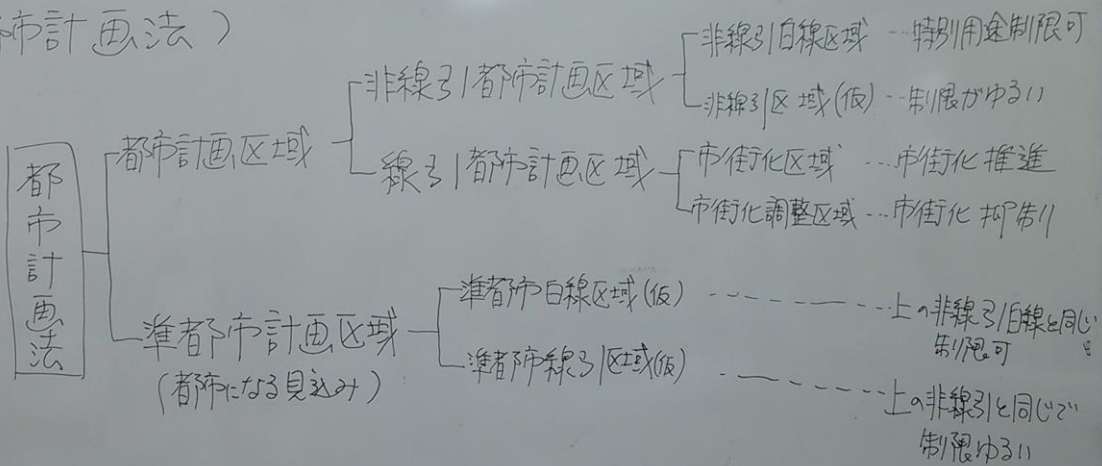 市計画法)
都市計画法
都市計画区域
非線引都市計画区域
非線引白線区域…特別用途制限可
非線引区域(仮)…制限がゆるい
線引都市計画区域
市街化区域…市街化推進
市街化調整区域…市街化抑制
準都市計画区域
(都市になる見込み)
準都市白線区域(仮)
上の非線引白線と同じ
制限可
準都市線引区域(仮)
上の非線引と同じで
制限ゆるい